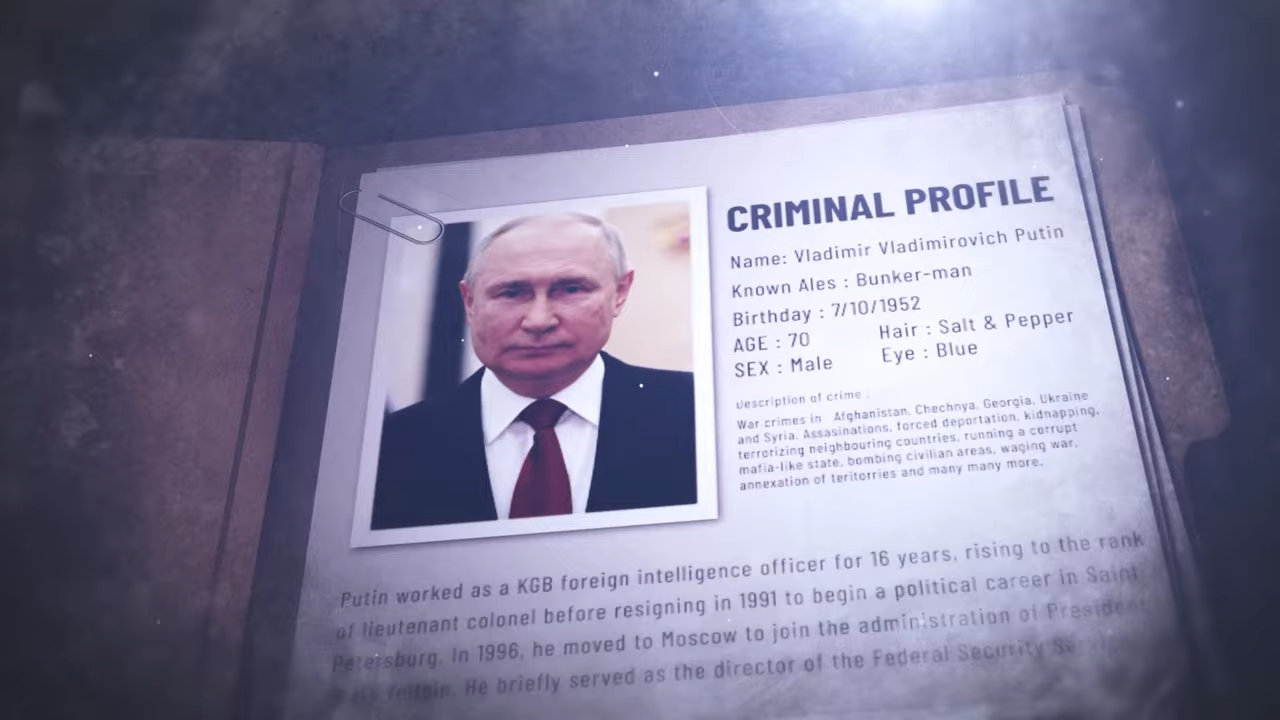 CRIMINAL PROFILE
Name: Vladimir Vladimirovich Putin
Known Ales : Bunker-man
Birthday : 7/10/1952
AGE : 70 Hair : Salt & Pepper
SEX : Male Eye : Blue
Description of crime :
War crimes in Afghanistan, Chechnya, Georgia, Ukraine
and Syria. Assasinations, forced deportation, kidnapping,
terrorizing neighbouring countries, running a corrupt
mafia-like state, bombing civilian areas, waging war,
annexation of teritorries and many many more.
Putin worked as a KGB foreign intelligence officer for 16 years, rising to the rank
of lieutenant colonel before resigning in 1991 to begin a political career in Saint
Petersburg. In 1996, he moved to Moscow to join the administration of President
He briefly served as the director of the Federal Security